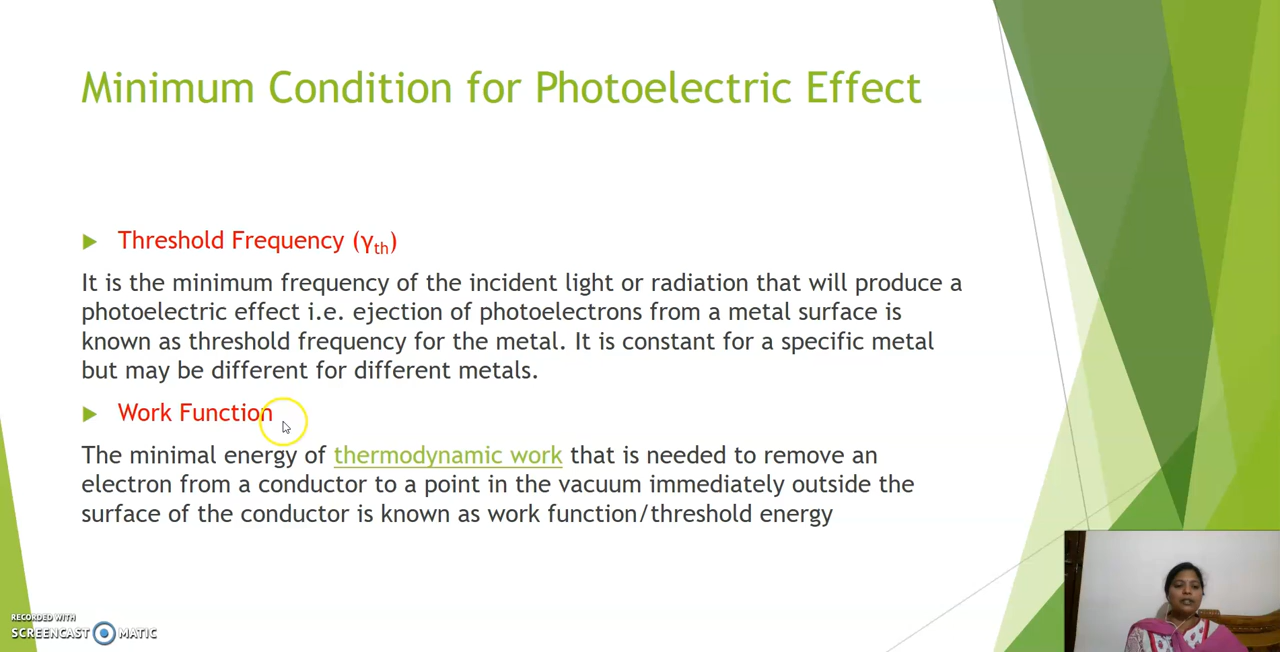 Minimum Condition for Photoelectric Effect
Threshold Frequency (γth)
It is the minimum frequency of the incident light or radiation that will produce a
photoelectric effect i.e. ejection of photoelectrons from a metal surface is
known as threshold frequency for the metal. It is constant for a specific metal
but may be different for different metals.
Work Function
The minimal energy of thermodynamic work that is needed to remove an
electron from a conductor to a point in the vacuum immediately outside the
surface of the conductor is known as work function/threshold energy
RECORDED WITH
SCREENCAST MATIC